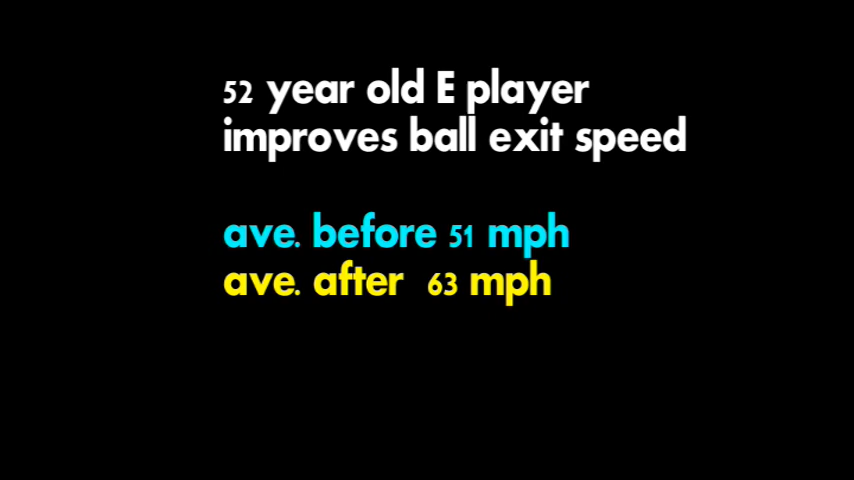 52 year old E player
improves ball exit speed
ave. before 51 mph
ave. after 63 mph